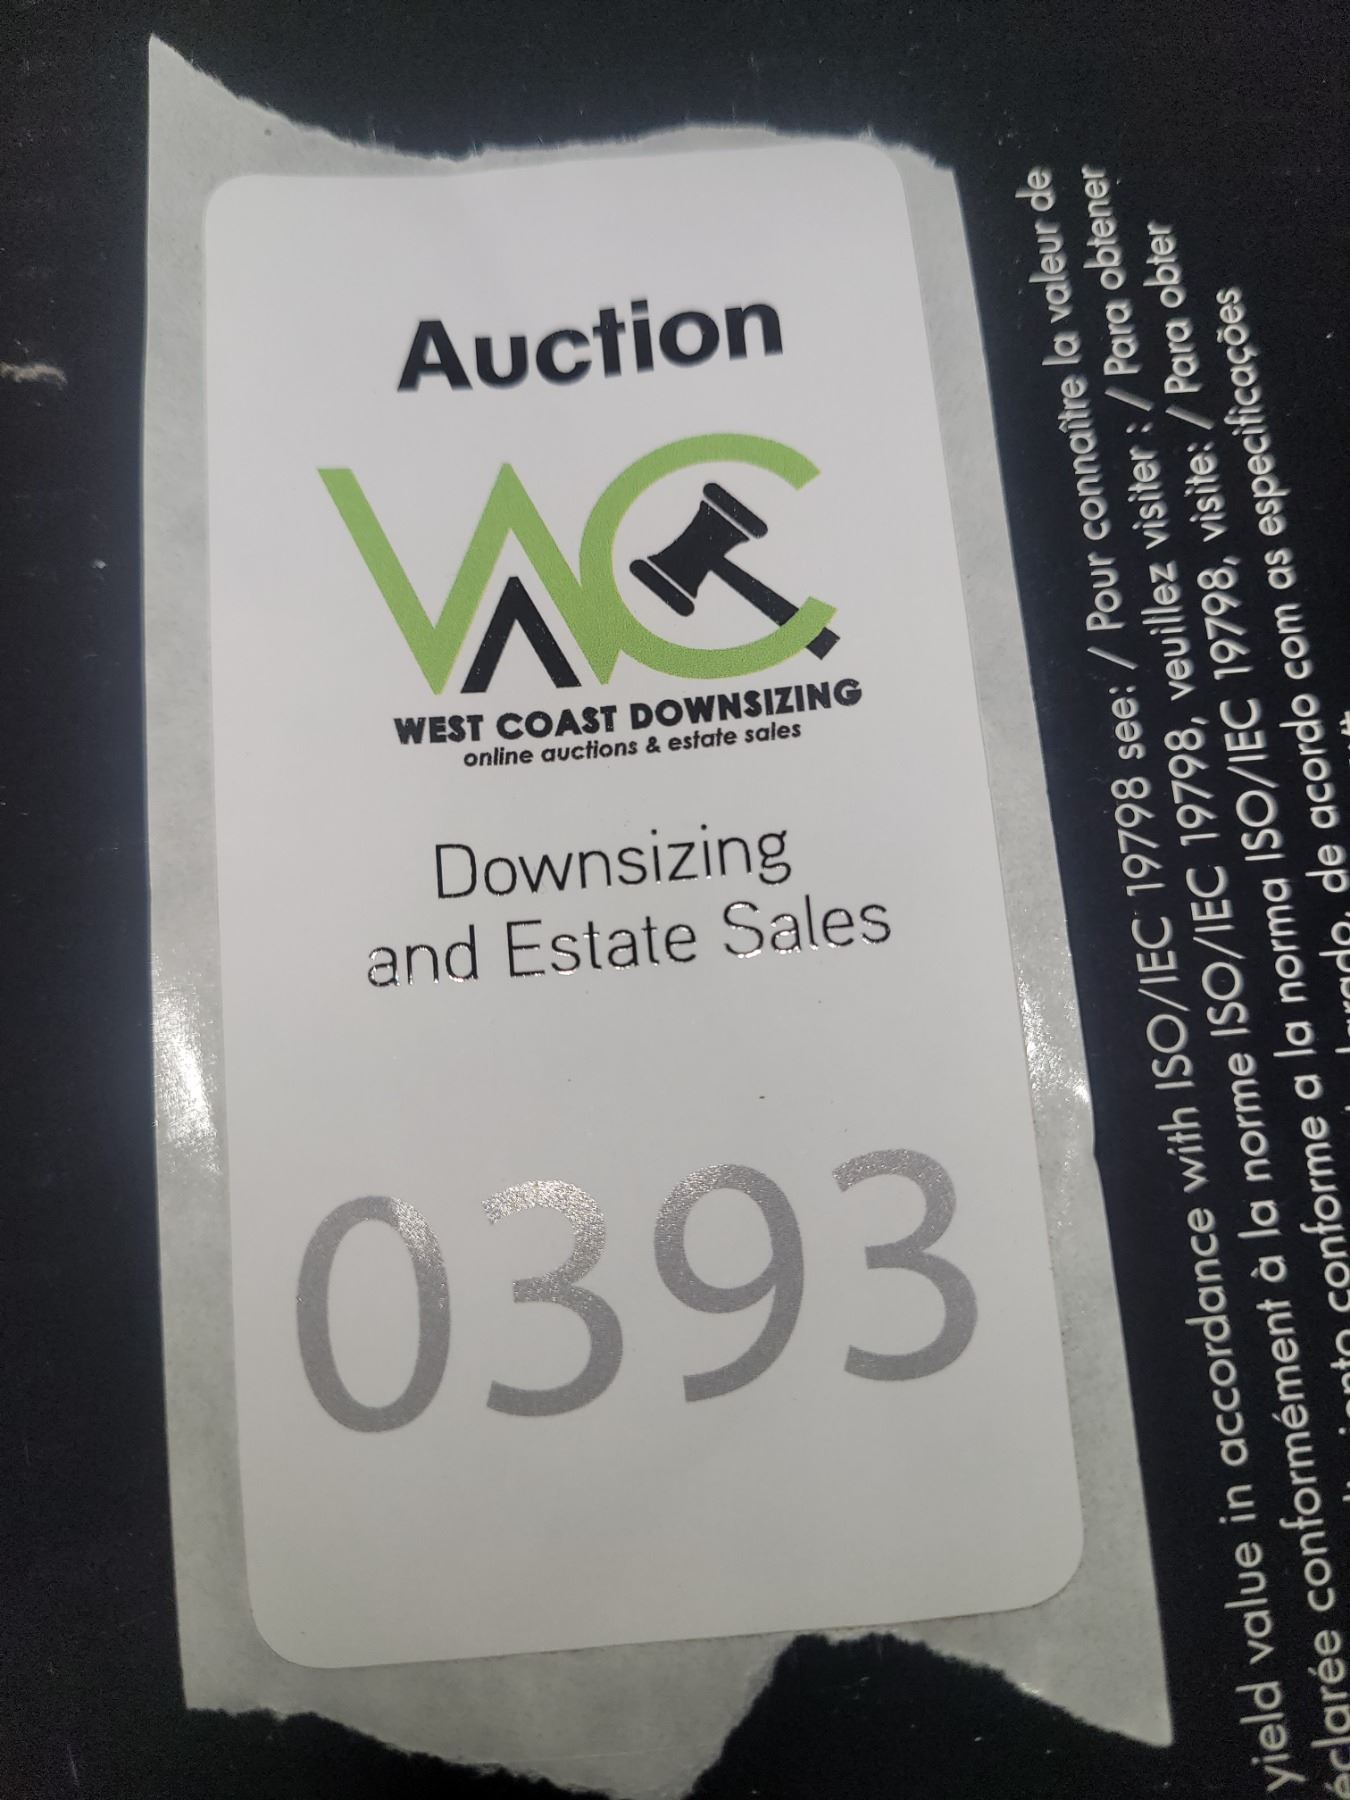 Auction
WAC
WEST COAST DOWNSIZING
online auctions & estate sales
Downsizing
and Estate Sales
0393
yield value in accordance with ISO/IEC 19798 see: / Pour connaître la valeur de
éclarée conformément à la norme ISO/IEC 19798, veuillez visiter : / Para obtener
conforme a la norma ISO/IEC 19798, visite: / Para obter
de acordo com as especificações